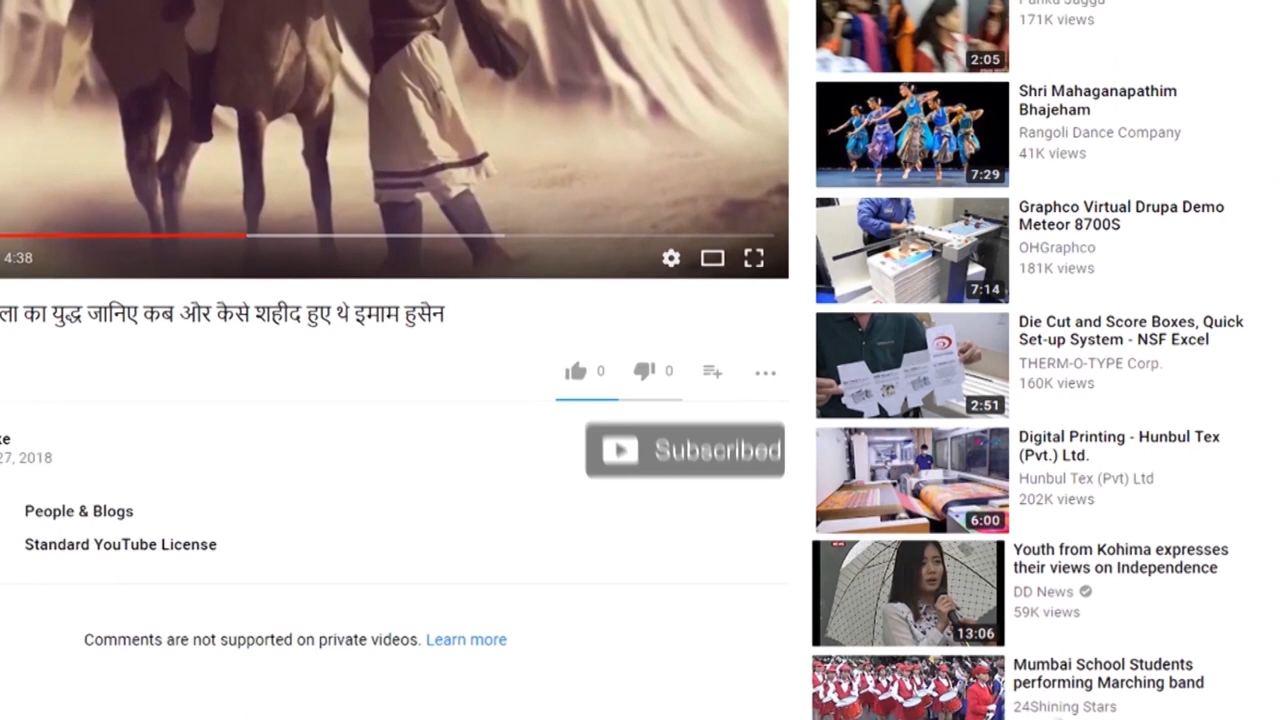 4:38
ला का युद्ध जानिए कब ओर केसे शहीद हुए थे इमाम हुसेन
0
0
Subscribed
ke
27, 2018
People & Blogs
Standard YouTube License
Comments are not supported on private videos. Learn more
171K views
2:05
Shri Mahaganapathim
Bhajeham
Rangoli Dance Company
41K views
7:29
Graphco Virtual Drupa Demo
Meteor 8700S
OHGraphco
181K views
7:14
Die Cut and Score Boxes, Quick
Set-up System - NSF Excel
THERM-O-TYPE Corp.
160K views
2:51
Digital Printing - Hunbul Tex
(Pvt.) Ltd.
Hunbul Tex (Pvt) Ltd
202K views
6:00
Youth from Kohima expresses
their views on Independence
DD News
59K views
13:06
Mumbai School Students
performing Marching band
24Shining Stars